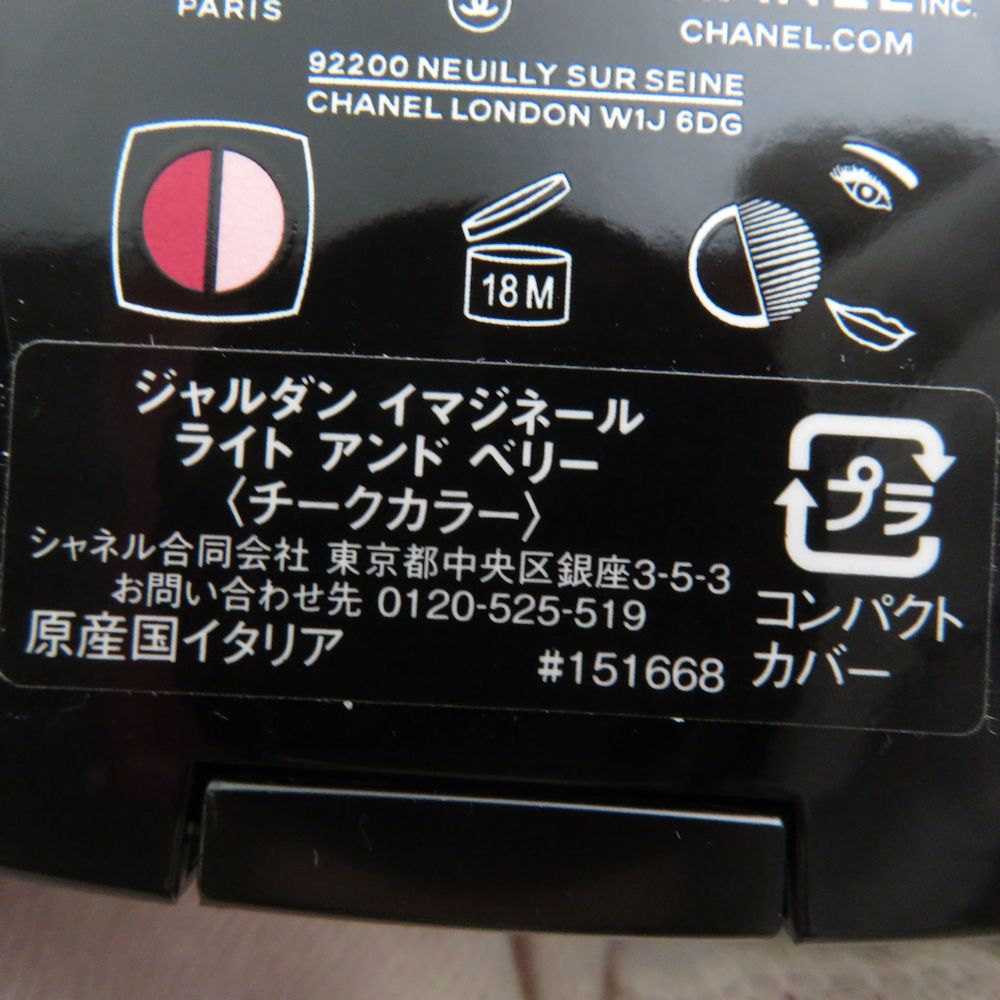 PARIS
INC.
CHANEL.COM
92200 NEUILLY SUR SEINE
CHANEL LONDON W1J 6DG
18 M
ジャルダン イマジネール
ライト アンド ベリー
〈チークカラー〉
シャネル合同会社 東京都中央区銀座3-5-3
お問い合わせ先 0120-525-519
原産国イタリア
#151668
プラ
コンパクト
カバー